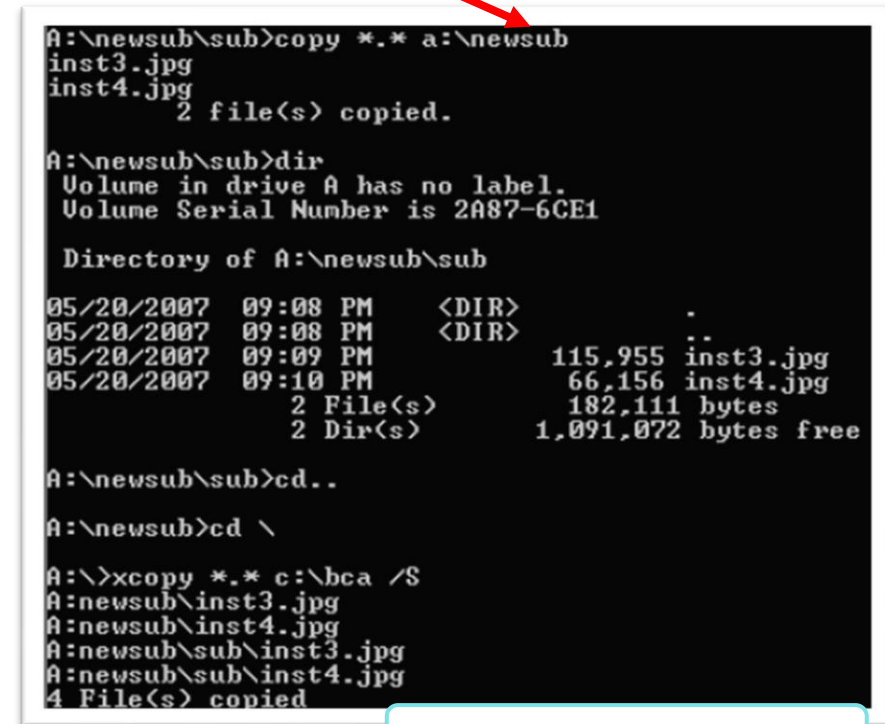 A:\newsub\sub>copy *.* a:\newsub
inst3.jpg
inst4.jpg
2 file(s) copied.
A:\newsub\sub>dir
Volume in drive A has no label.
Volume Serial Number is 2A87-6CE1
Directory of A:\newsub\sub
05/20/2007 09:08 PM <DIR> .
05/20/2007 09:08 PM <DIR> ..
05/20/2007 09:09 PM 115,955 inst3.jpg
05/20/2007 09:10 PM 66,156 inst4.jpg
2 File(s) 182,111 bytes
2 Dir(s) 1,091,072 bytes free
A:\newsub\sub>cd..
A:\newsub>cd \
A:\>xcopy *.* c:\bca /S
A:newsub\inst3.jpg
A:newsub\inst4.jpg
A:newsub\sub\inst3.jpg
A:newsub\sub\inst4.jpg
4 File(s) copied